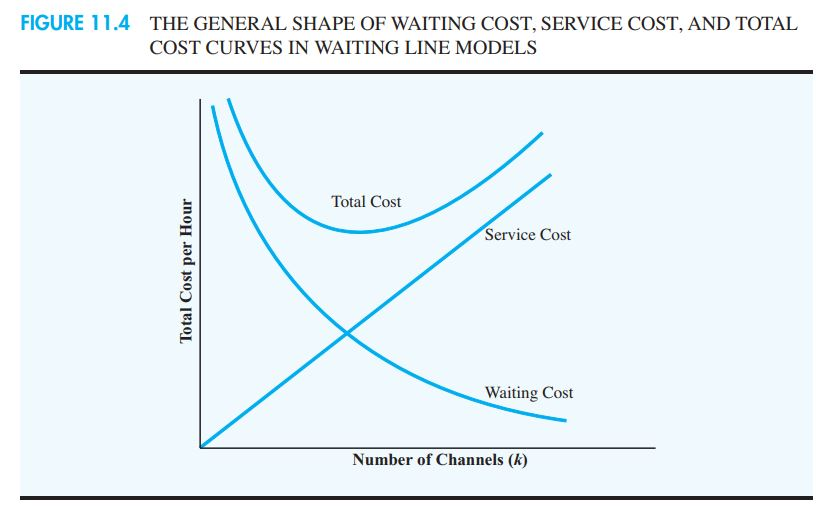 FIGURE 11.4 THE GENERAL SHAPE OF WAITING COST, SERVICE COST, AND TOTAL
COST CURVES IN WAITING LINE MODELS
Total Cost per Hour
Total Cost
Service Cost
Waiting Cost
Number of Channels (k)